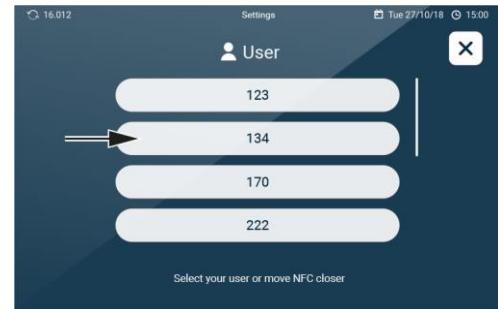 16.012 Settings Tue 27/10/18 15:00
User
123
134
170
222
Select your user or move NFC closer